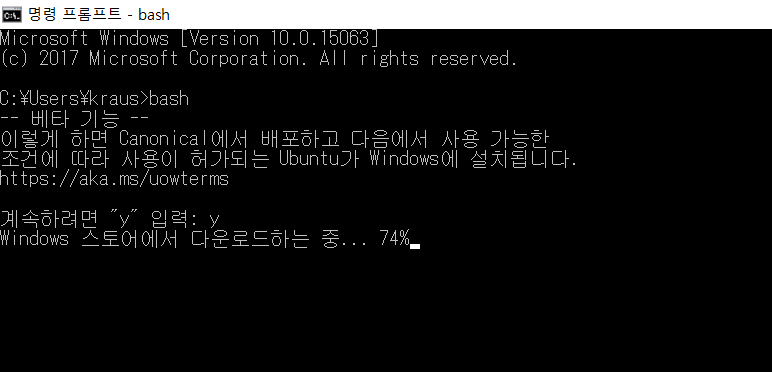 명령 프롬프트 - bash
Microsoft Windows [Version 10.0.15063]
(c) 2017 Microsoft Corporation. All rights reserved.
C:\Users\kraus>bash
-- 베타 기능 --
이렇게 하면 Canonical에서 배포하고 다음에서 사용 가능한
조건에 따라 사용이 허가되는 Ubuntu가 Windows에 설치됩니다.
https://aka.ms/uowterms
계속하려면 "y" 입력: y
Windows 스토어에서 다운로드하는 중... 74%